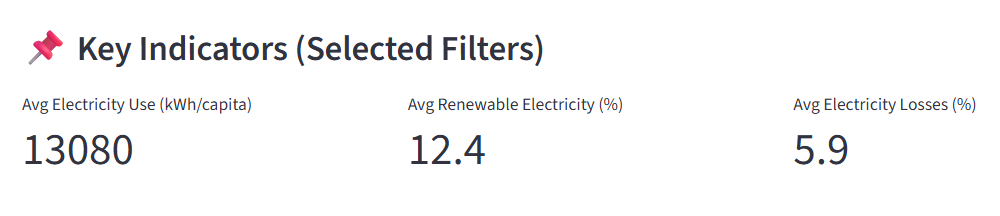 Key Indicators (Selected Filters)
Avg Electricity Use (kWh/capita)
13080
Avg Renewable Electricity (%)
12.4
Avg Electricity Losses (%)
5.9